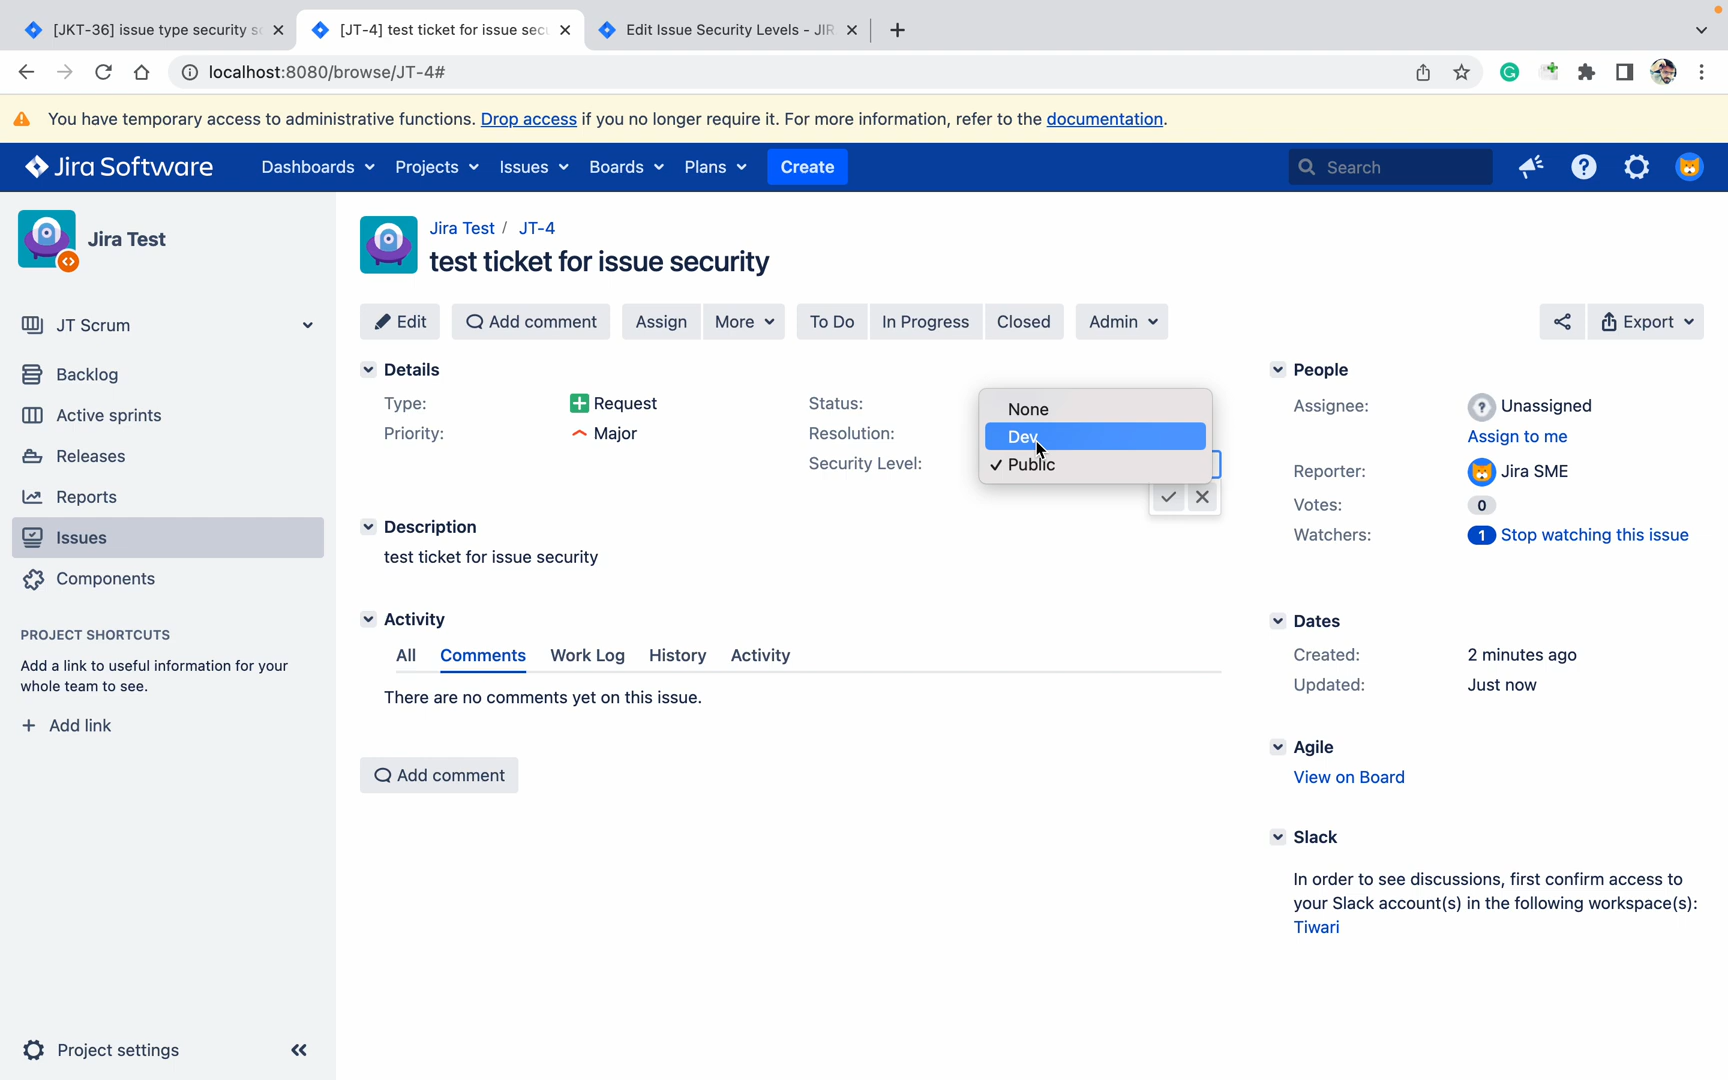 [JKT-36] issue type security s
[JT-4] test ticket for issue sec
Edit Issue Security Levels - JIR
localhost:8080/browse/JT-4#
You have temporary access to administrative functions. Drop access if you no longer require it. For more information, refer to the documentation.
Jira Software
Dashboards
Projects
Issues
Boards
Plans
Create
Search
Jira Test
Jira Test / JT-4
test ticket for issue security
JT Scrum
Backlog
Active sprints
Releases
Reports
Issues
Components
PROJECT SHORTCUTS
Add a link to useful information for your
whole team to see.
+ Add link
Project settings
Edit
Add comment
Assign
More
To Do
In Progress
Closed
Admin
Export
Details
Type: Request
Priority: Major
Status:
Resolution:
Security Level:
None
Dev
✓ Public
Description
test ticket for issue security
Activity
All
Comments
Work Log
History
Activity
There are no comments yet on this issue.
Add comment
People
Assignee: Unassigned
Assign to me
Reporter: Jira SME
Votes: 0
Watchers: 1 Stop watching this issue
Dates
Created: 2 minutes ago
Updated: Just now
Agile
View on Board
Slack
In order to see discussions, first confirm access to
your Slack account(s) in the following workspace(s):
Tiwari